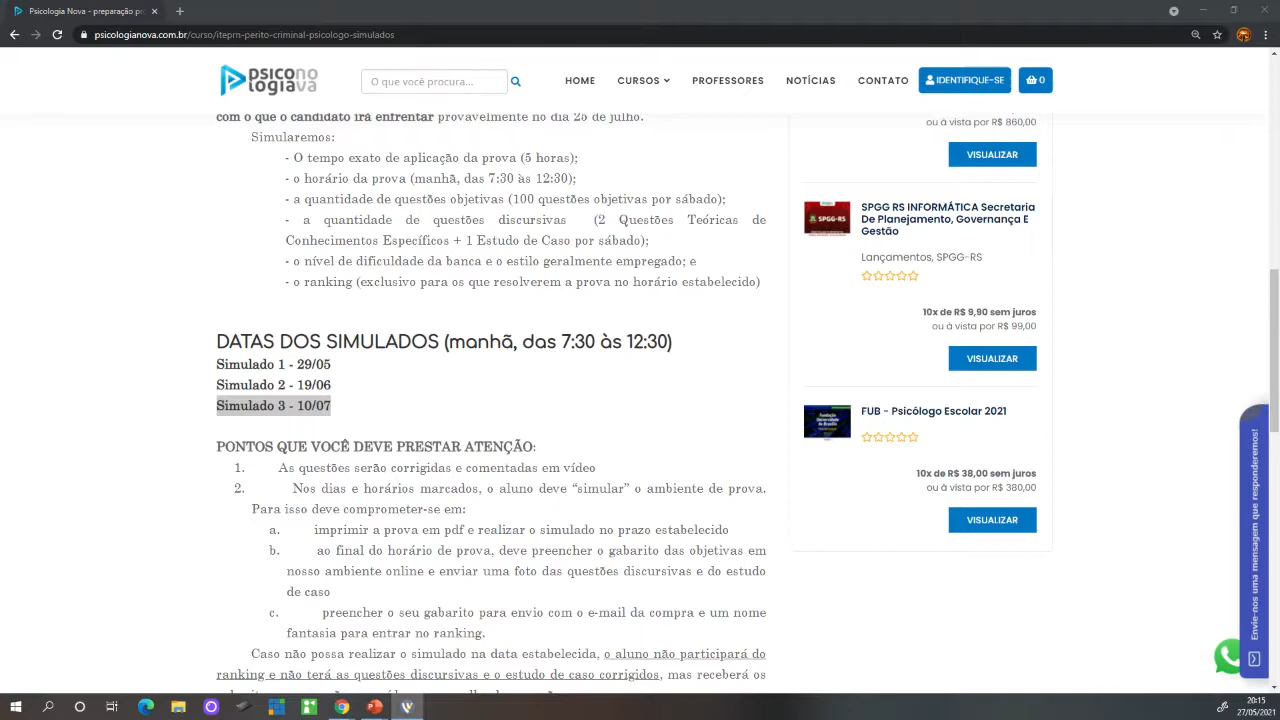 Psicologia Nova - preparação pr
psicologianova.com.br/curso/iteprn-perito-criminal-psicologo-simulados
psicono
logiava
O que você procura...
HOME
CURSOS
PROFESSORES
NOTÍCIAS
CONTATO
IDENTIFIQUE-SE
0
com o que o candidato irá enfrentar provavelmente no dia 25 de julho.
Simularemos:
- O tempo exato de aplicação da prova (5 horas);
- o horário da prova (manhã, das 7:30 às 12:30);
- a quantidade de questões objetivas (100 questões objetivas por sábado);
- a quantidade de questões discursivas (2 Questões Teóricas de
Conhecimentos Específicos + 1 Estudo de Caso por sábado);
- o nível de dificuldade da banca e o estilo geralmente empregado; e
- o ranking (exclusivo para os que resolverem a prova no horário estabelecido)
DATAS DOS SIMULADOS (manhã, das 7:30 às 12:30)
Simulado 1 - 29/05
Simulado 2 - 19/06
Simulado 3 - 10/07
PONTOS QUE VOCÊ DEVE PRESTAR ATENÇÃO:
1. As questões serão corrigidas e comentadas em vídeo
2. Nos dias e horários marcados, o aluno deve “simular” o ambiente de prova.
Para isso deve comprometer-se em:
a. imprimir a prova em pdf e realizar o simulado no prazo estabelecido
b. ao final do horário de prova, deve preencher o gabarito das objetivas em
nosso ambiente online e enviar uma foto das questões discursivas e do estudo
de caso
c. preencher o seu gabarito para envio com o e-mail da compra e um nome
fantasia para entrar no ranking.
Caso não possa realizar o simulado na data estabelecida, o aluno não participará do
ranking e não terá as questões discursivas e o estudo de caso corrigidos, mas receberá os
ou à vista por R$ 860,00
VISUALIZAR
SPGG-RS
SPGG RS INFORMÁTICA Secretaria
De Planejamento, Governança E
Gestão
Lançamentos, SPGG-RS
10x de R$ 9,90 sem juros
ou à vista por R$ 99,00
VISUALIZAR
FUB - Psicólogo Escolar 2021
10x de R$ 38,00 sem juros
ou à vista por R$ 380,00
VISUALIZAR
Envie-nos uma mensagem que responderemos!
20:15
27/05/2021